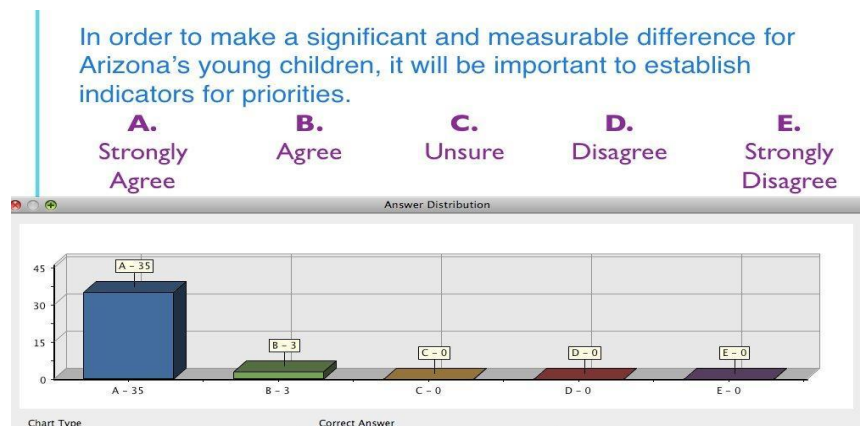 In order to make a significant and measurable difference for
Arizona's young children, it will be important to establish
indicators for priorities.
A. B. C. D. E.
Strongly Agree Unsure Disagree Strongly
Agree Disagree
Answer Distribution
45
A – 35
30
15
B – 3
C – 0
D – 0
E – 0
0
A – 35 B – 3 C – 0 D – 0 E – 0
Chart Type Correct Answer